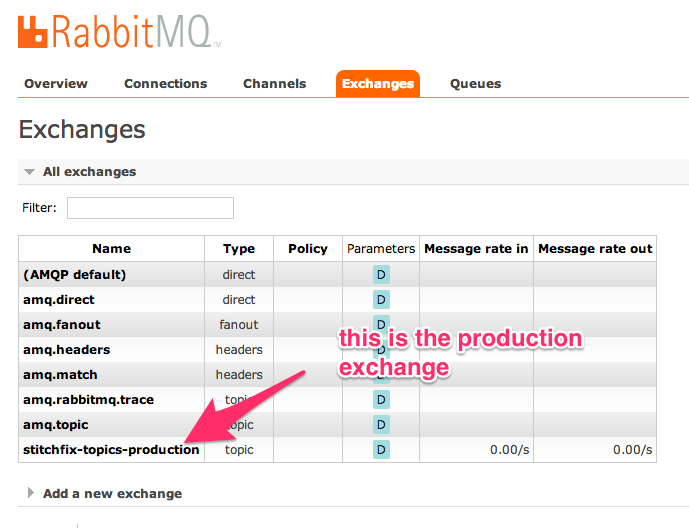 RabbitMQ TM
Overview Connections Channels Exchanges Queues
Exchanges
All exchanges
Filter:
Name Type Policy Parameters Message rate in Message rate out
(AMQP default) direct D
amq.direct direct D
amq.fanout fanout D
amq.headers headers D
amq.match headers D
amq.rabbitmq.trace topic D
amq.topic topic D
stitchfix-topics-production topic D 0.00/s 0.00/s
this is the production
exchange
Add a new exchange